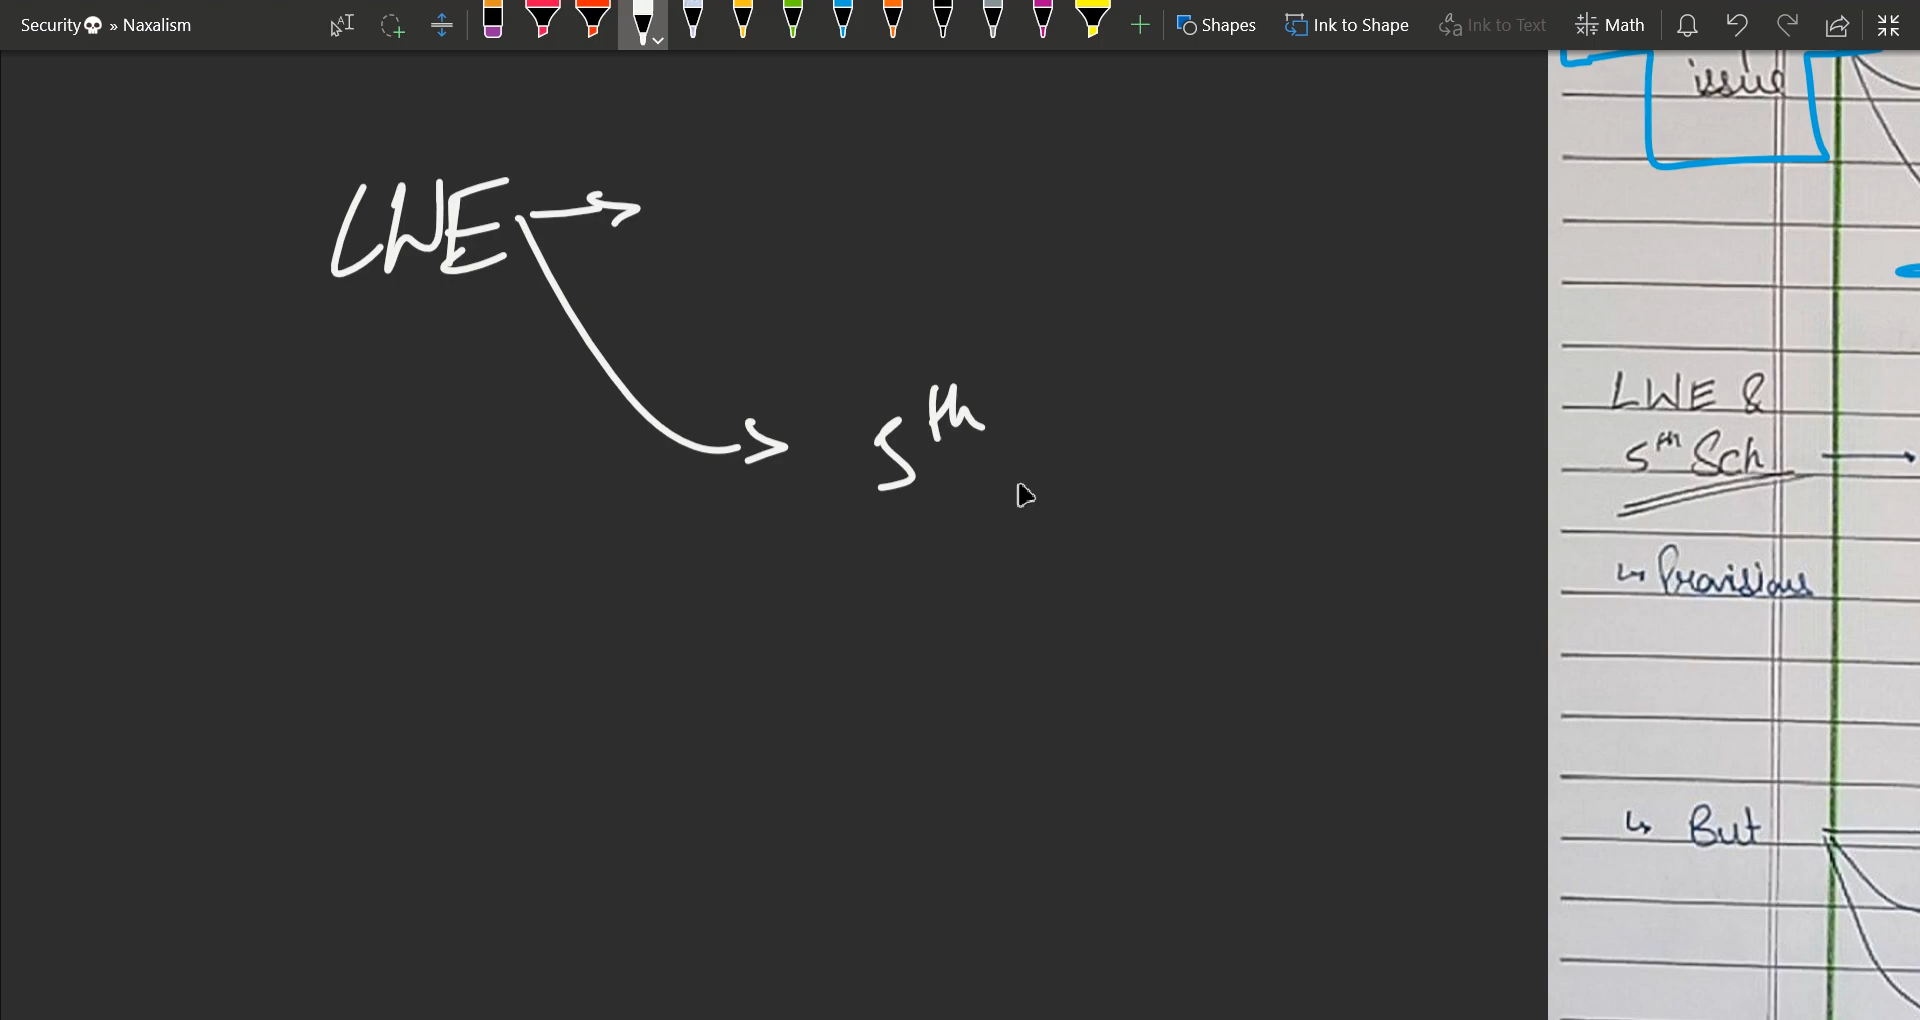 Security💀 » Naxalism
Shapes
Ink to Shape
Ink to Text
Math
LWE →
→ 5th
issue
LWE &
5th Sch →
↳ Provisions
↳ But